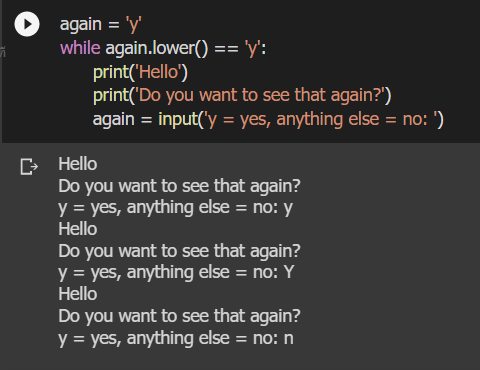 again = 'y'
while again.lower() == 'y':
    print('Hello')
    print('Do you want to see that again?')
    again = input('y = yes, anything else = no: ')
Hello
Do you want to see that again?
y = yes, anything else = no: y
Hello
Do you want to see that again?
y = yes, anything else = no: Y
Hello
Do you want to see that again?
y = yes, anything else = no: n